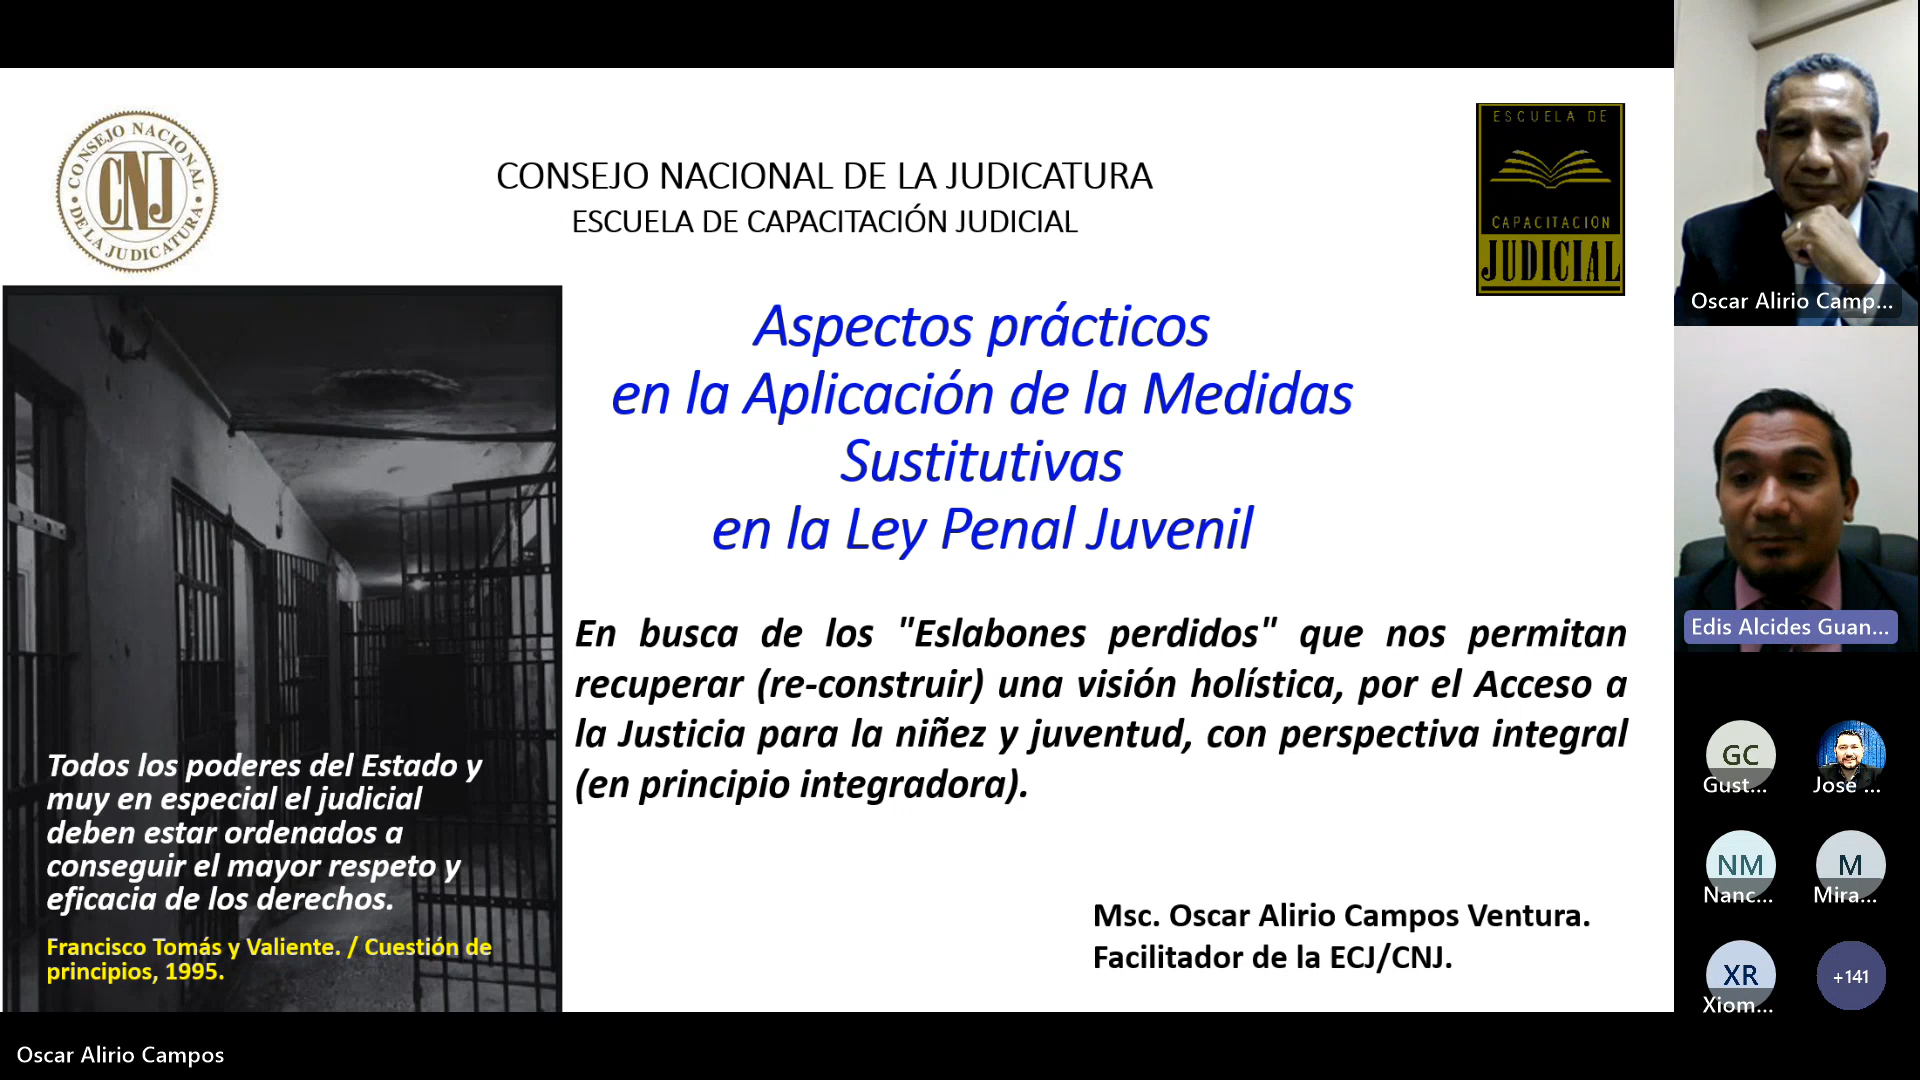 CONSEJO NACIONAL
DE LA JUDICATURA
CNJ
CONSEJO NACIONAL DE LA JUDICATURA
ESCUELA DE CAPACITACIÓN JUDICIAL
ESCUELA DE
CAPACITACION
JUDICIAL
Aspectos prácticos
en la Aplicación de la Medidas
Sustitutivas
en la Ley Penal Juvenil
En busca de los "Eslabones perdidos" que nos permitan
recuperar (re-construir) una visión holística, por el Acceso a
la Justicia para la niñez y juventud, con perspectiva integral
(en principio integradora).
Todos los poderes del Estado y
muy en especial el judicial
deben estar ordenados a
conseguir el mayor respeto y
eficacia de los derechos.
Francisco Tomás y Valiente. / Cuestión de
principios, 1995.
Msc. Oscar Alirio Campos Ventura.
Facilitador de la ECJ/CNJ.
Oscar Alirio Camp...
Edis Alcides Guan...
GC
Gust...
José ...
NM
Nanc...
M
Mira...
XR
Xiom...
+141
Oscar Alirio Campos